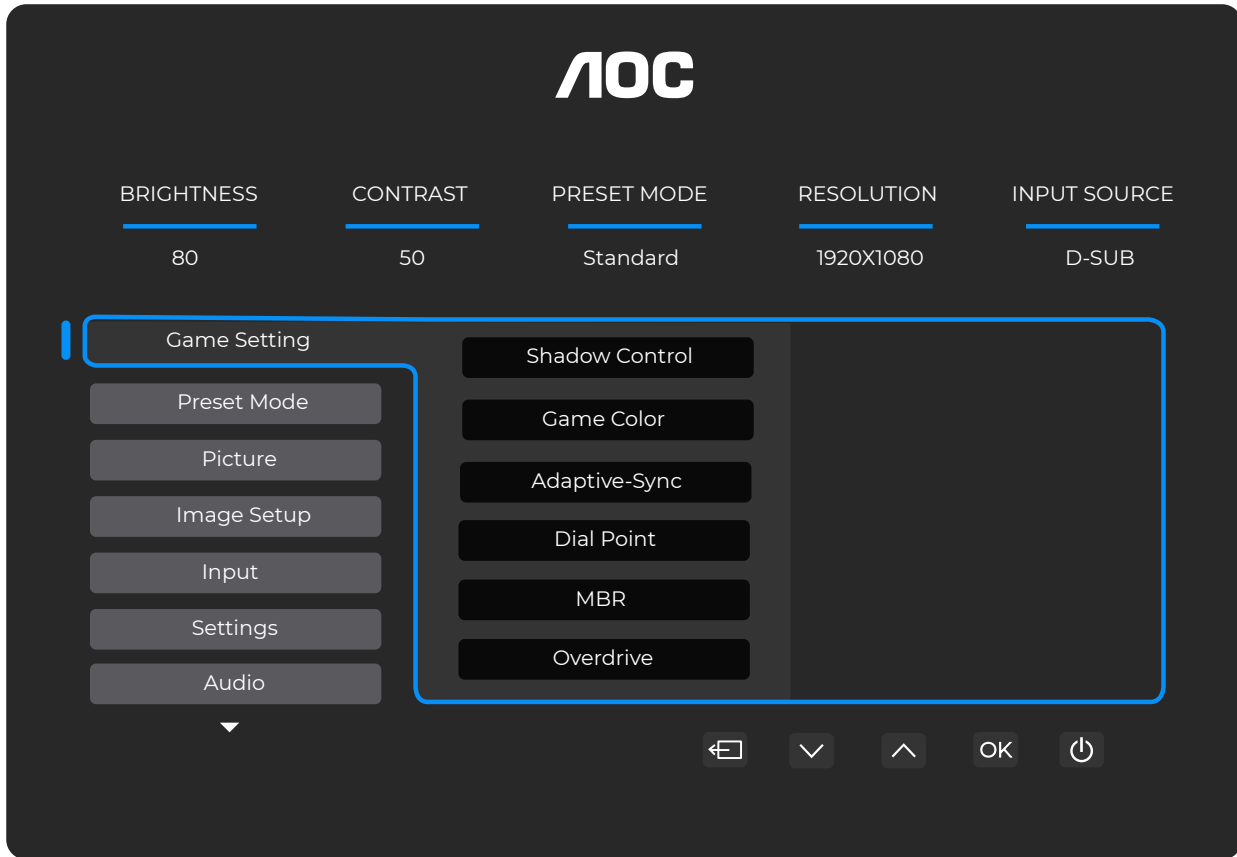 AOC
BRIGHTNESS CONTRAST PRESET MODE RESOLUTION INPUT SOURCE
80 50 Standard 1920X1080 D-SUB
Game Setting
Preset Mode
Picture
Image Setup
Input
Settings
Audio
Shadow Control
Game Color
Adaptive-Sync
Dial Point
MBR
Overdrive
OK